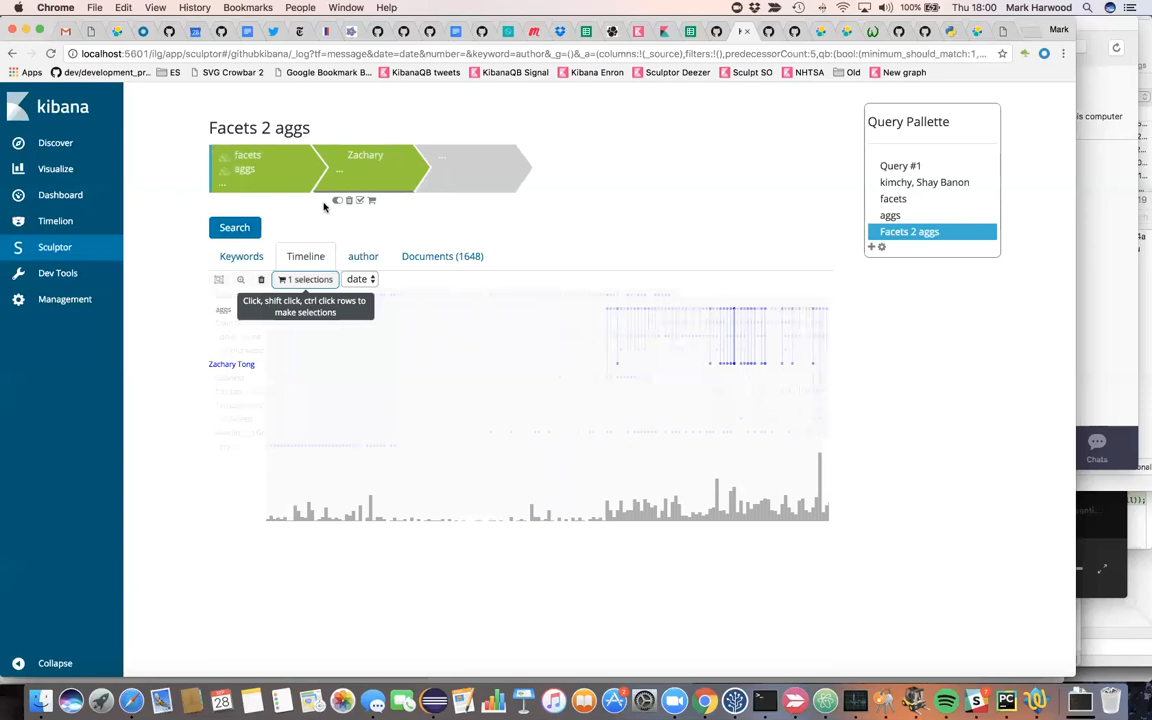 Chrome File Edit View History Bookmarks People Window Help 100% Thu 18:00 Mark Harwood
Mark
localhost:5601/ilg/app/sculptor#/githubkibana/_log?tf=message&date=date&number=&keyword=author&_g=()&_a=(columns:!(_source),filters:!(),predecessorCount:5,qb:(bool:(minimum_should_match:1,...
Apps dev/development_pr... ES SVG Crowbar 2 Google Bookmark B... KibanaQB tweets KibanaQB Signal Kibana Enron Sculptor Deezer Sculpt SO NHTSA Old New graph
kibana
Discover
Visualize
Dashboard
Timelion
Sculptor
Dev Tools
Management
Collapse
Facets 2 aggs
facets
aggs
...
Zachary
...
...
Search
Keywords Timeline author Documents (1648)
1 selections date
Click, shift click, ctrl click rows to
make selections
aggs
Zachary Tong
Query Pallette
Query #1
kimchy, Shay Banon
facets
aggs
Facets 2 aggs
is computer
Chats
28